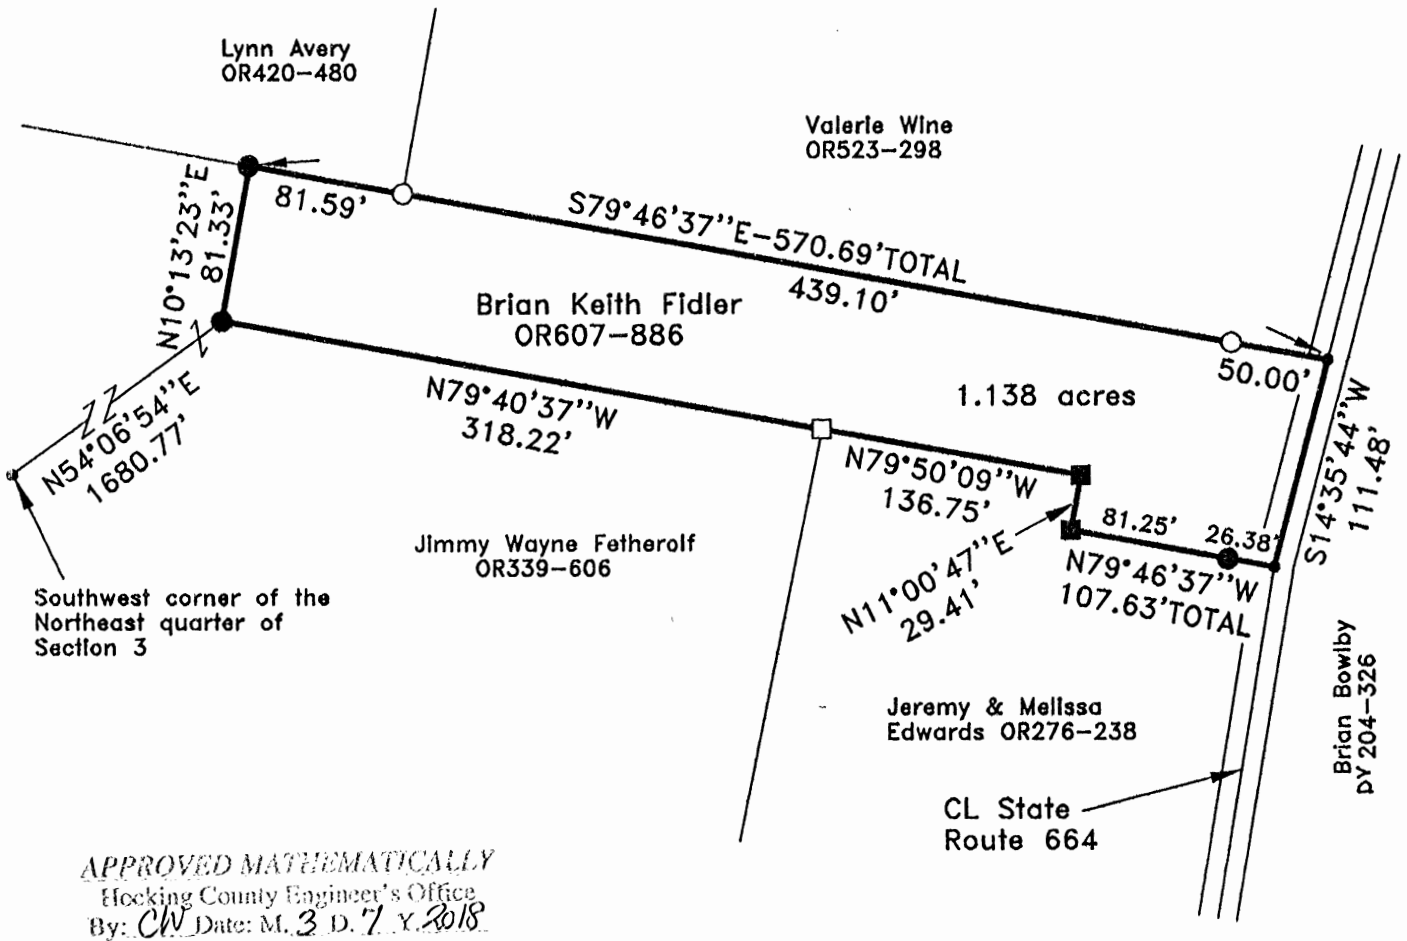 Lynn Avery
OR420-480
Valerie Wine
OR523-298
N10°13'23"E
81.33'
81.59'
S79°46'37"E-570.69'TOTAL
439.10'
50.00'
Brian Keith Fidler
OR607-886
1.138 acres
S14°35'44"W
111.48'
N79°40'37"W
318.22'
N79°50'09"W
136.75'
N54°06'54"E
1680.77'
81.25'
26.38'
N11°00'47"E
29.41'
N79°46'37"W
107.63'TOTAL
Jimmy Wayne Fetherolf
OR339-606
Southwest corner of the
Northeast quarter of
Section 3
Jeremy & Melissa
Edwards OR276-238
Brian Bowlby
DV 204-326
CL State
Route 664
APPROVED MATHEMATICALLY
Hocking County Engineer's Office
By: CW Date: M. 3 D. 7 Y. 2018